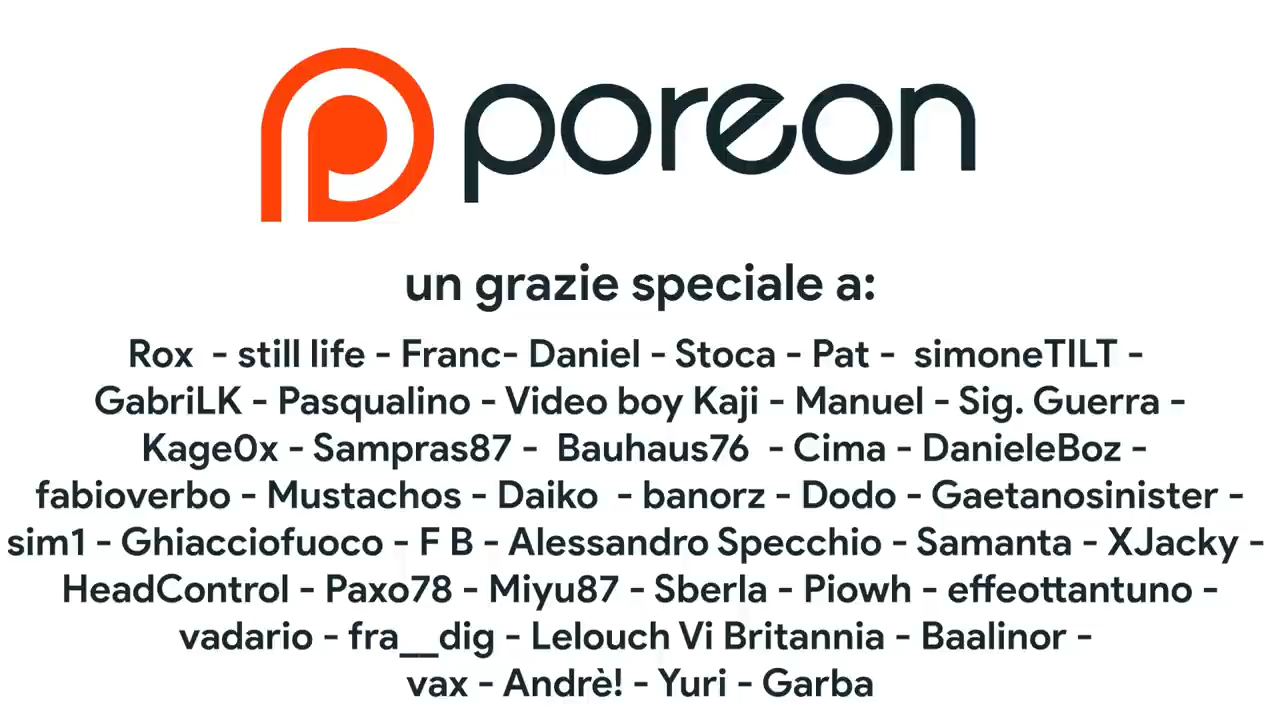 poreon
un grazie speciale a:
Rox - still life - Franc- Daniel - Stoca - Pat - simoneTILT -
GabriLK - Pasqualino - Video boy Kaji - Manuel - Sig. Guerra -
Kage0x - Sampras87 - Bauhaus76 - Cima - DanieleBoz -
fabioverbo - Mustachos - Daiko - banorz - Dodo - Gaetanosinister -
sim1 - Ghiacciofuoco - F B - Alessandro Specchio - Samanta - XJacky -
HeadControl - Paxo78 - Miyu87 - Sberla - Piowh - effeottantuno -
vadario - fra__dig - Lelouch Vi Britannia - Baalinor -
vax - Andrè! - Yuri - Garba